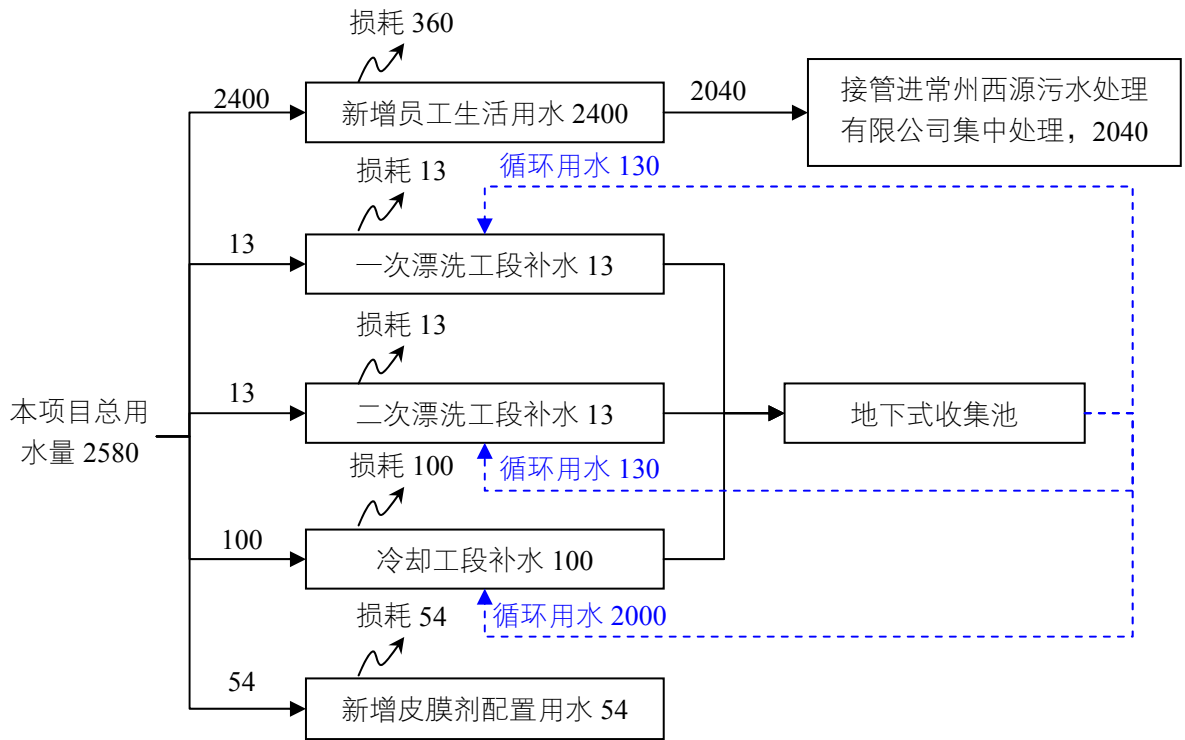 损耗 360
2400
新增员工生活用水 2400
2040
接管进常州西源污水处理
有限公司集中处理，2040
循环用水 130
损耗 13
13
一次漂洗工段补水 13
损耗 13
13
二次漂洗工段补水 13
地下式收集池
本项目总用
水量 2580
循环用水 130
损耗 100
100
冷却工段补水 100
循环用水 2000
损耗 54
54
新增皮膜剂配置用水 54